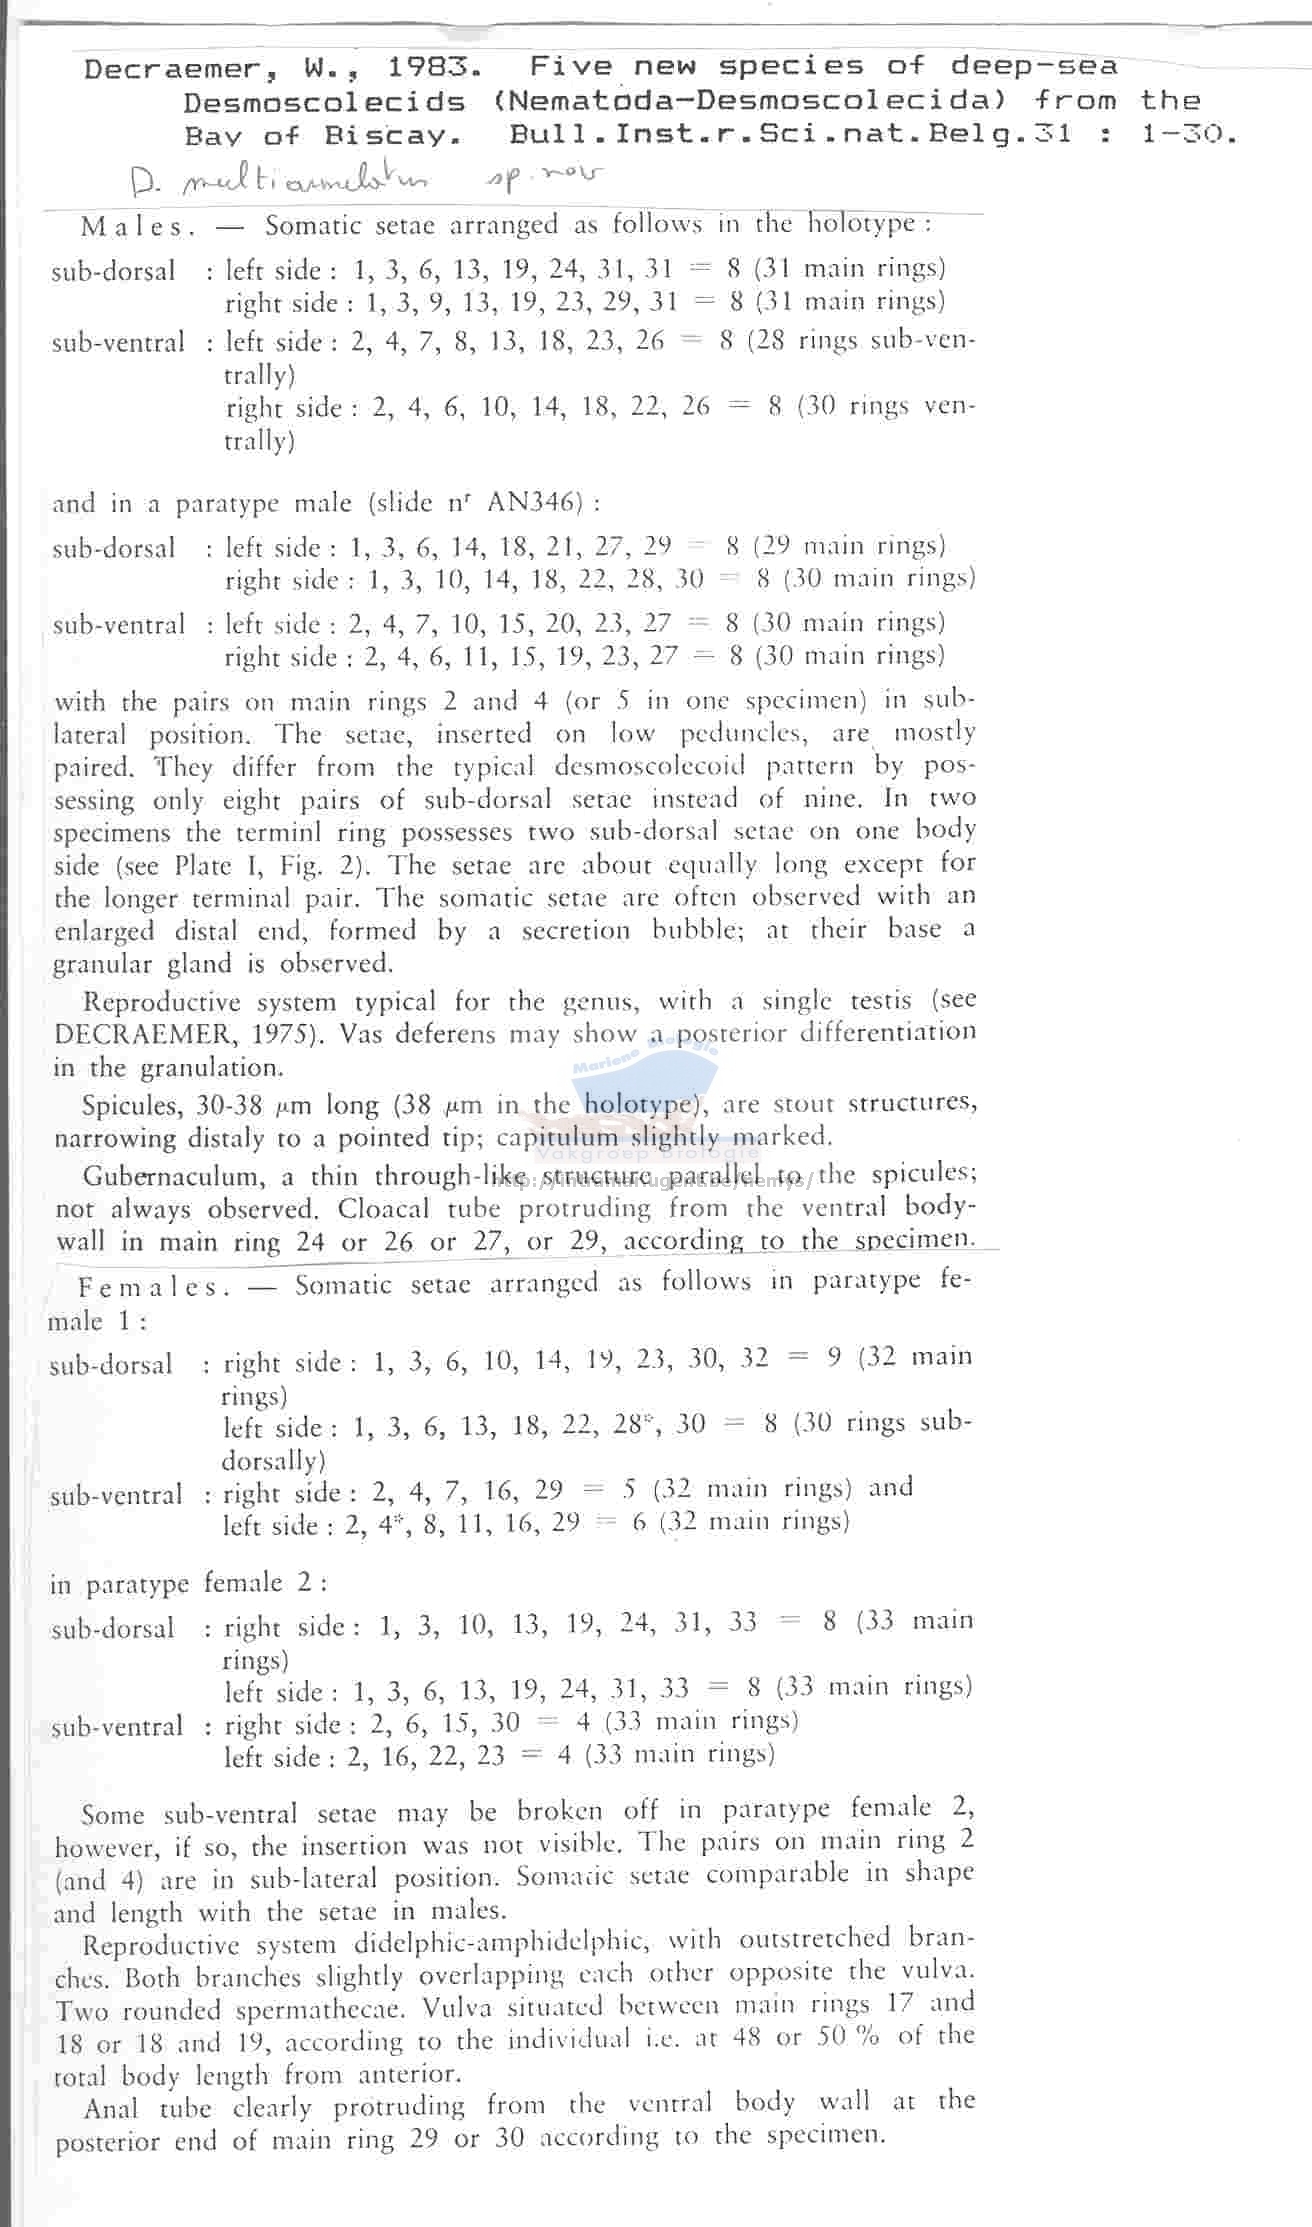 Decraemer, W., 1983. Five new species of deep-sea
Desmoscolecids (Nematoda-Desmoscolecida) from the
Bay of Biscay. Bull.Inst.r.Sci.nat.Belg.31 : 1-30.
D. multiannulatus sp. nov
Males. — Somatic setae arranged as follows in the holotype :
sub-dorsal : left side : 1, 3, 6, 13, 19, 24, 31, 31 = 8 (31 main rings)
right side : 1, 3, 9, 13, 19, 23, 29, 31 = 8 (31 main rings)
sub-ventral : left side : 2, 4, 7, 8, 13, 18, 23, 26 = 8 (28 rings sub-ven-
trally)
right side : 2, 4, 6, 10, 14, 18, 22, 26 = 8 (30 rings ven-
trally)
and in a paratype male (slide nr AN346) :
sub-dorsal : left side : 1, 3, 6, 14, 18, 21, 27, 29 = 8 (29 main rings)
right side : 1, 3, 10, 14, 18, 22, 28, 30 = 8 (30 main rings)
sub-ventral : left side : 2, 4, 7, 10, 15, 20, 23, 27 = 8 (30 main rings)
right side : 2, 4, 6, 11, 15, 19, 23, 27 = 8 (30 main rings)
with the pairs on main rings 2 and 4 (or 5 in one specimen) in sub-
lateral position. The setae, inserted on low peduncles, are mostly
paired. They differ from the typical desmoscolecoid pattern by pos-
sessing only eight pairs of sub-dorsal setae instead of nine. In two
specimens the terminl ring possesses two sub-dorsal setae on one body
side (see Plate I, Fig. 2). The setae are about equally long except for
the longer terminal pair. The somatic setae are often observed with an
enlarged distal end, formed by a secretion bubble; at their base a
granular gland is observed.
Reproductive system typical for the genus, with a single testis (see
DECRAEMER, 1975). Vas deferens may show a posterior differentiation
in the granulation.
Mariene Biologie
Spicules, 30-38 µm long (38 µm in the holotype), are stout structures,
narrowing distaly to a pointed tip; capitulum slightly marked.
Vakgroep Biologie
Gubernaculum, a thin through-like structure parallel to the spicules;
not always observed. Cloacal tube protruding from the ventral body-
wall in main ring 24 or 26 or 27, or 29, according to the specimen.
Females. — Somatic setae arranged as follows in paratype fe-
male 1 :
sub-dorsal : right side : 1, 3, 6, 10, 14, 19, 23, 30, 32 = 9 (32 main
rings)
left side : 1, 3, 6, 13, 18, 22, 28*, 30 = 8 (30 rings sub-
dorsally)
sub-ventral : right side : 2, 4, 7, 16, 29 = 5 (32 main rings) and
left side : 2, 4*, 8, 11, 16, 29 = 6 (32 main rings)
in paratype female 2 :
sub-dorsal : right side : 1, 3, 10, 13, 19, 24, 31, 33 = 8 (33 main
rings)
left side : 1, 3, 6, 13, 19, 24, 31, 33 = 8 (33 main rings)
sub-ventral : right side : 2, 6, 15, 30 = 4 (33 main rings)
left side : 2, 16, 22, 23 = 4 (33 main rings)
Some sub-ventral setae may be broken off in paratype female 2,
however, if so, the insertion was not visible. The pairs on main ring 2
(and 4) are in sub-lateral position. Somatic setae comparable in shape
and length with the setae in males.
Reproductive system didelphic-amphidelphic, with outstretched bran-
ches. Both branches slightly overlapping each other opposite the vulva.
Two rounded spermathecae. Vulva situated between main rings 17 and
18 or 18 and 19, according to the individual i.e. at 48 or 50 % of the
total body length from anterior.
Anal tube clearly protruding from the ventral body wall at the
posterior end of main ring 29 or 30 according to the specimen.